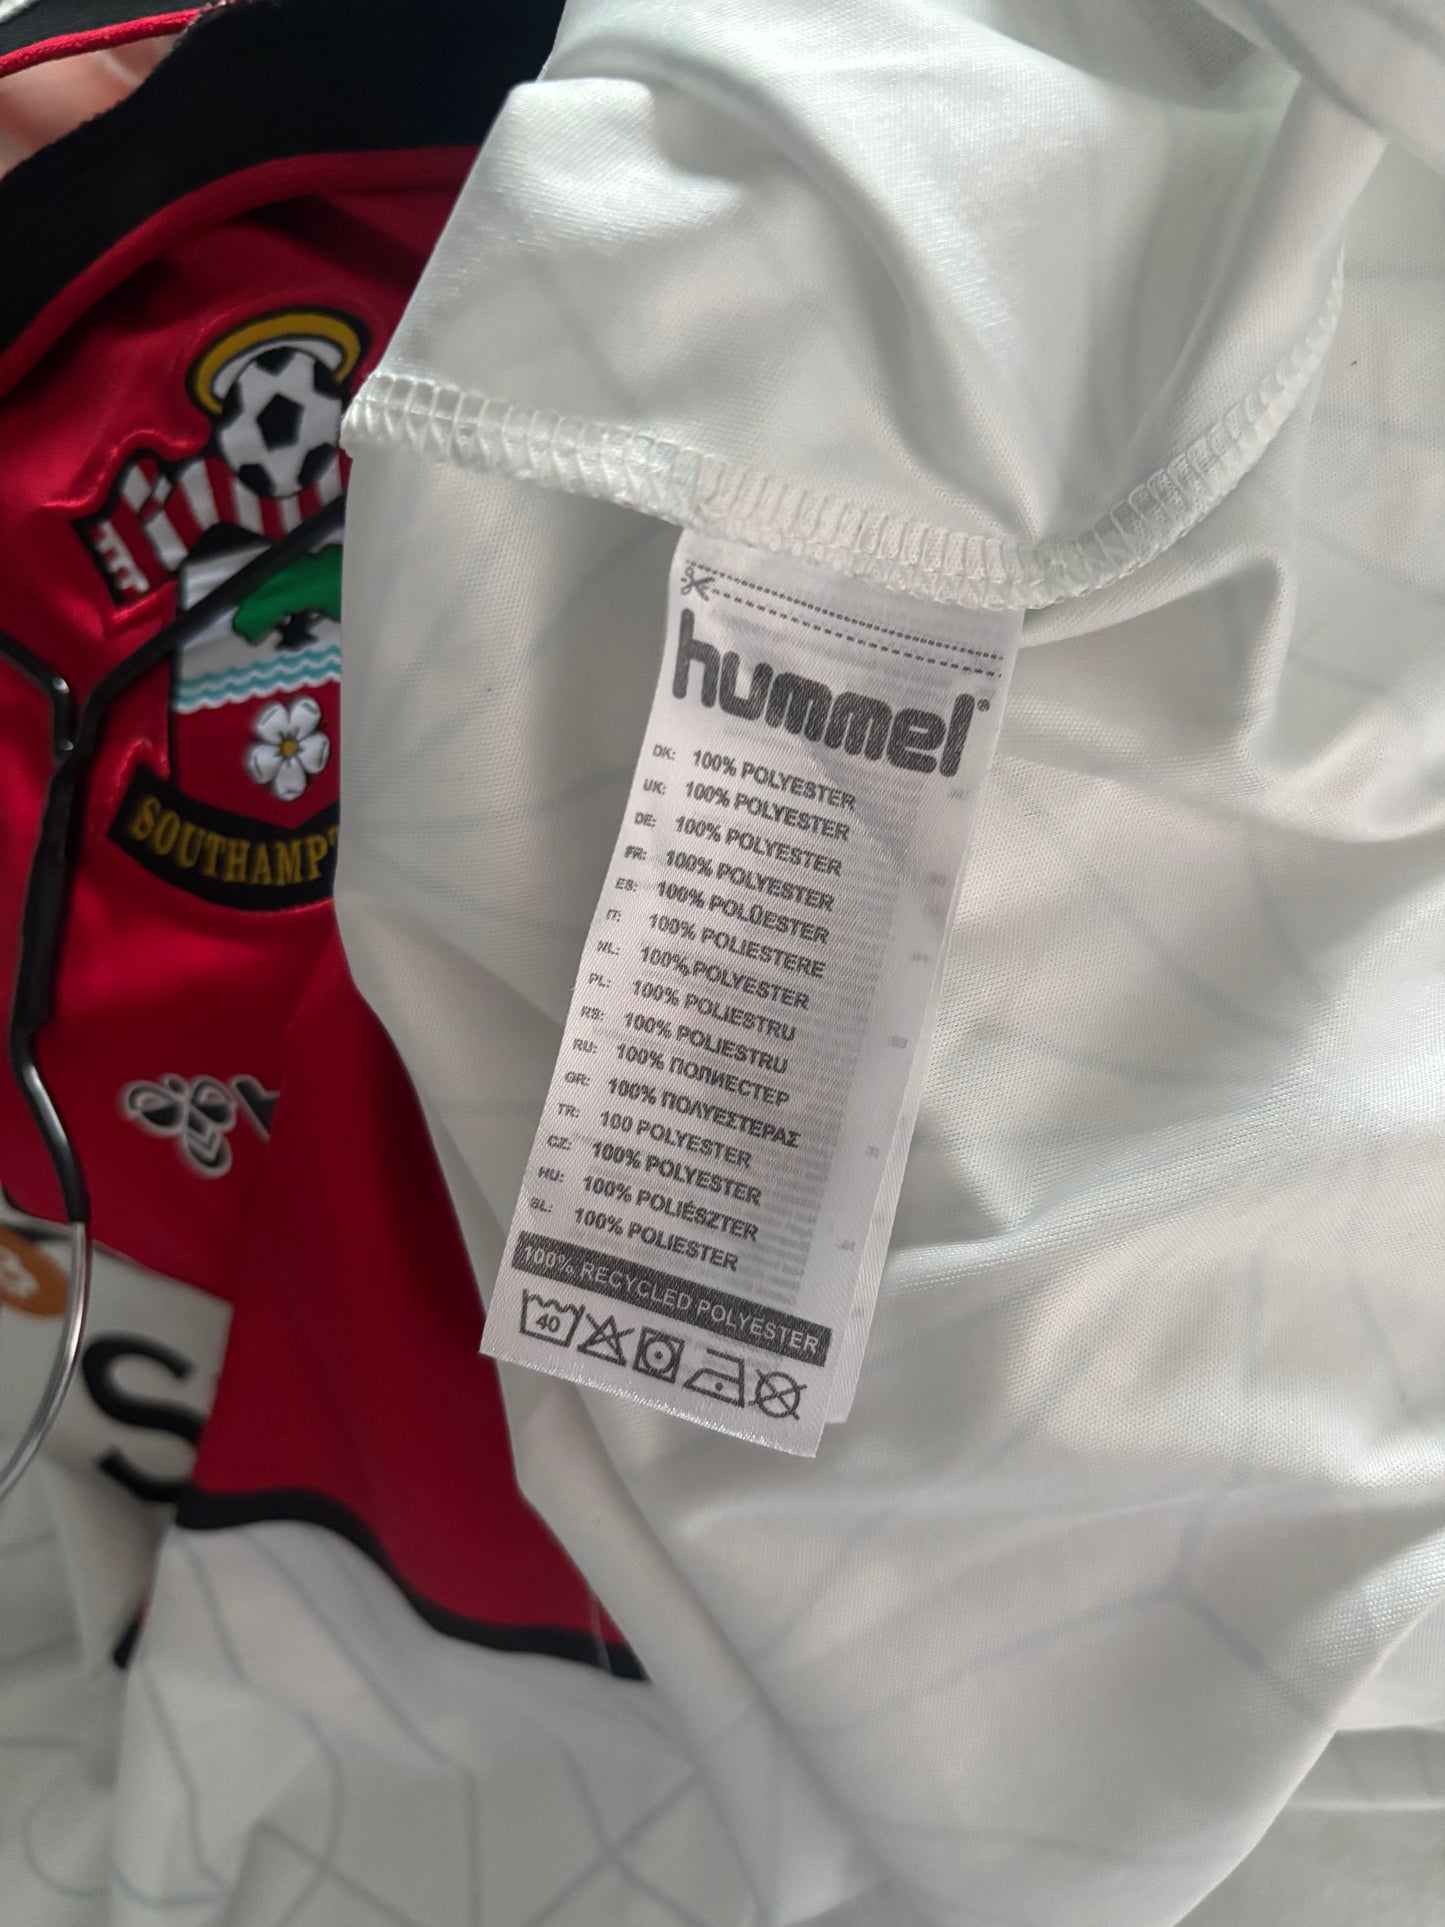 hummel®
DK: 100% POLYESTER
UK: 100% POLYESTER
DE: 100% POLYESTER
FR: 100% POLYESTER
ES: 100% POLÜESTER
IT: 100% POLIESTERE
NL: 100% POLYESTER
PL: 100% POLIESTRU
RS: 100% POLIESTRU
RU: 100% ПОЛИЕСТЕР
GR: 100% ΠΟΛΥΕΣΤΕΡΑΣ
TR: 100 POLYESTER
CZ: 100% POLYESTER
HU: 100% POLIÉSZTER
SL: 100% POLIESTER
100% RECYCLED POLYESTER
40
SOUTHAMPT
S